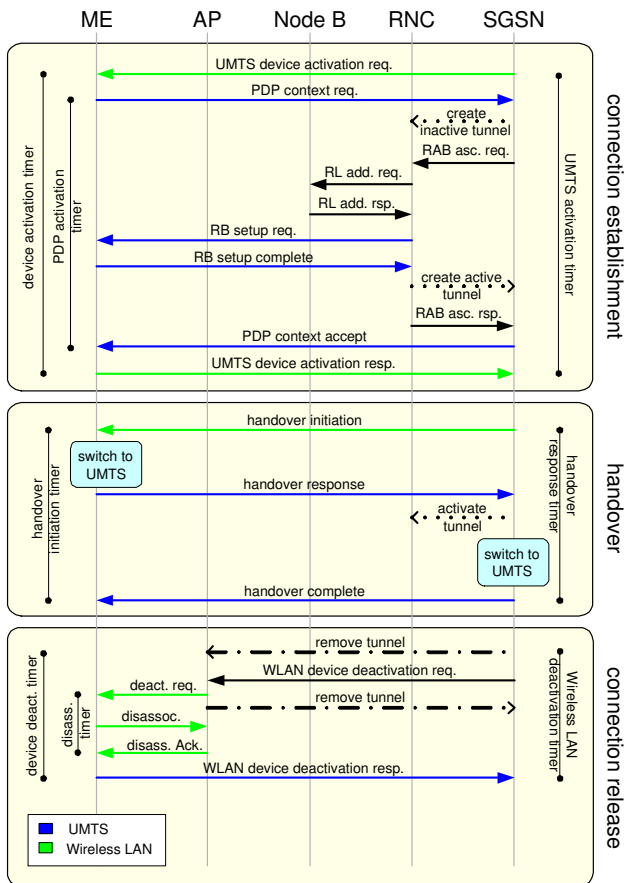 ME AP Node B RNC SGSN
UMTS device activation req.
PDP context req.
create
inactive tunnel
RAB asc. req.
RL add. req.
RL add. rsp.
RB setup req.
RB setup complete
create active
tunnel
RAB asc. rsp.
PDP context accept
UMTS device activation resp.
device activation timer
PDP activation
timer
UMTS activation timer
connection establishment
handover initiation
switch to
UMTS
handover response
activate
tunnel
switch to
UMTS
handover complete
handover
initiation timer
handover
response timer
handover
remove tunnel
WLAN device deactivation req.
deact. req.
remove tunnel
disassoc.
disass. Ack.
WLAN device deactivation resp.
device deact. timer
disass.
timer
Wireless LAN
deactivation timer
connection release
UMTS
Wireless LAN